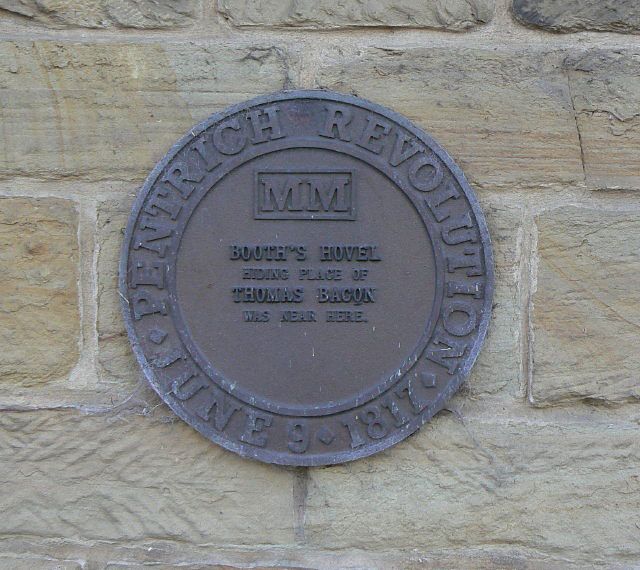 PENTRICH REVOLUTION
JUNE 9 ◆ 1817
MM
BOOTH'S HOVEL
HIDING PLACE OF
THOMAS BACON
WAS NEAR HERE.